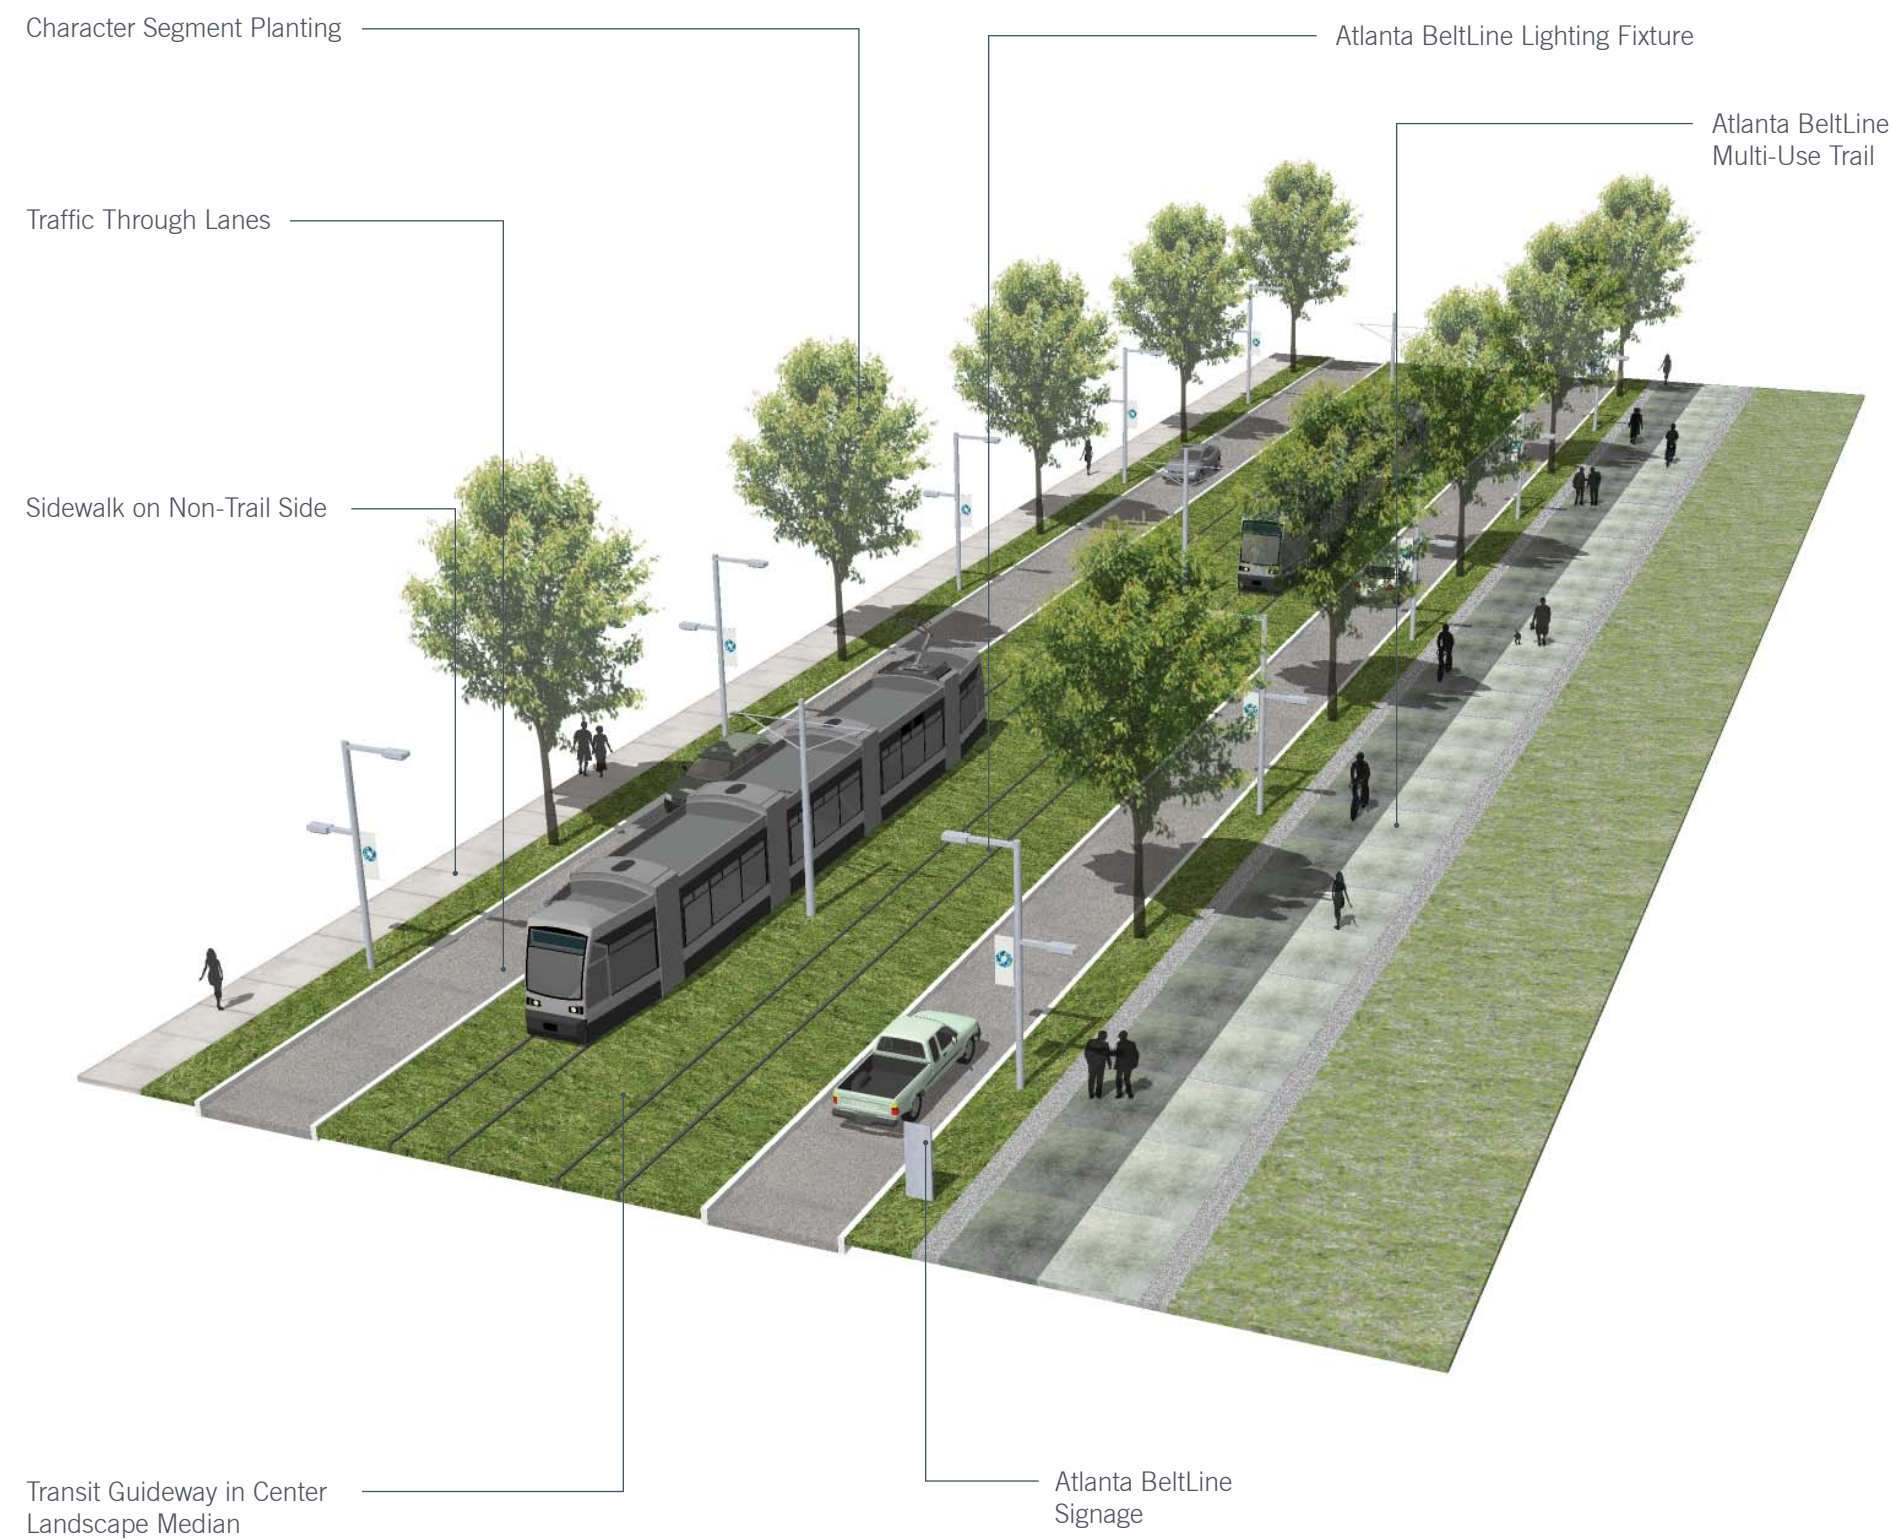 Character Segment Planting
Atlanta BeltLine Lighting Fixture
Atlanta BeltLine
Multi-Use Trail
Traffic Through Lanes
Sidewalk on Non-Trail Side
Transit Guideway in Center
Landscape Median
Atlanta BeltLine
Signage